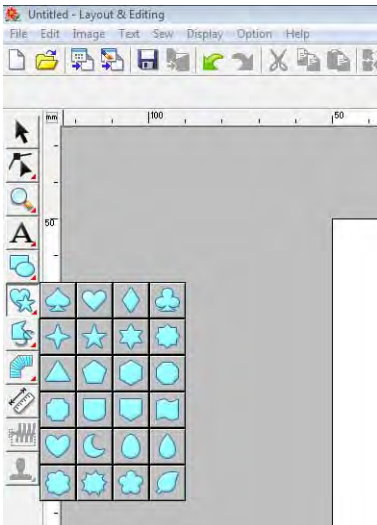 Untitled - Layout & Editing
File Edit Image Text Sew Display Option Help
mm 100 50
A
50